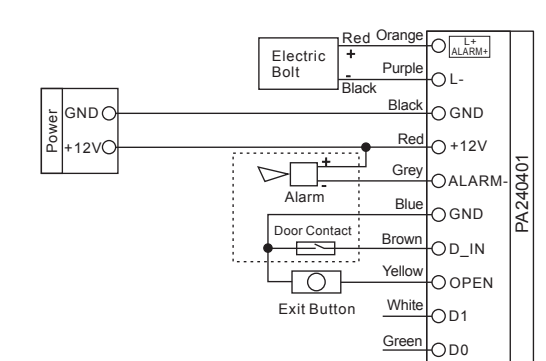 Red Orange
L+
ALARM+
Electric
Bolt
+
-
Purple
L-
Black
Black
GND
Power
GND
+12V
Red
+12V
+
-
Alarm
Grey
ALARM-
PA240401
Blue
GND
Door Contact
Brown
D_IN
Yellow
OPEN
Exit Button
White
D1
Green
D0